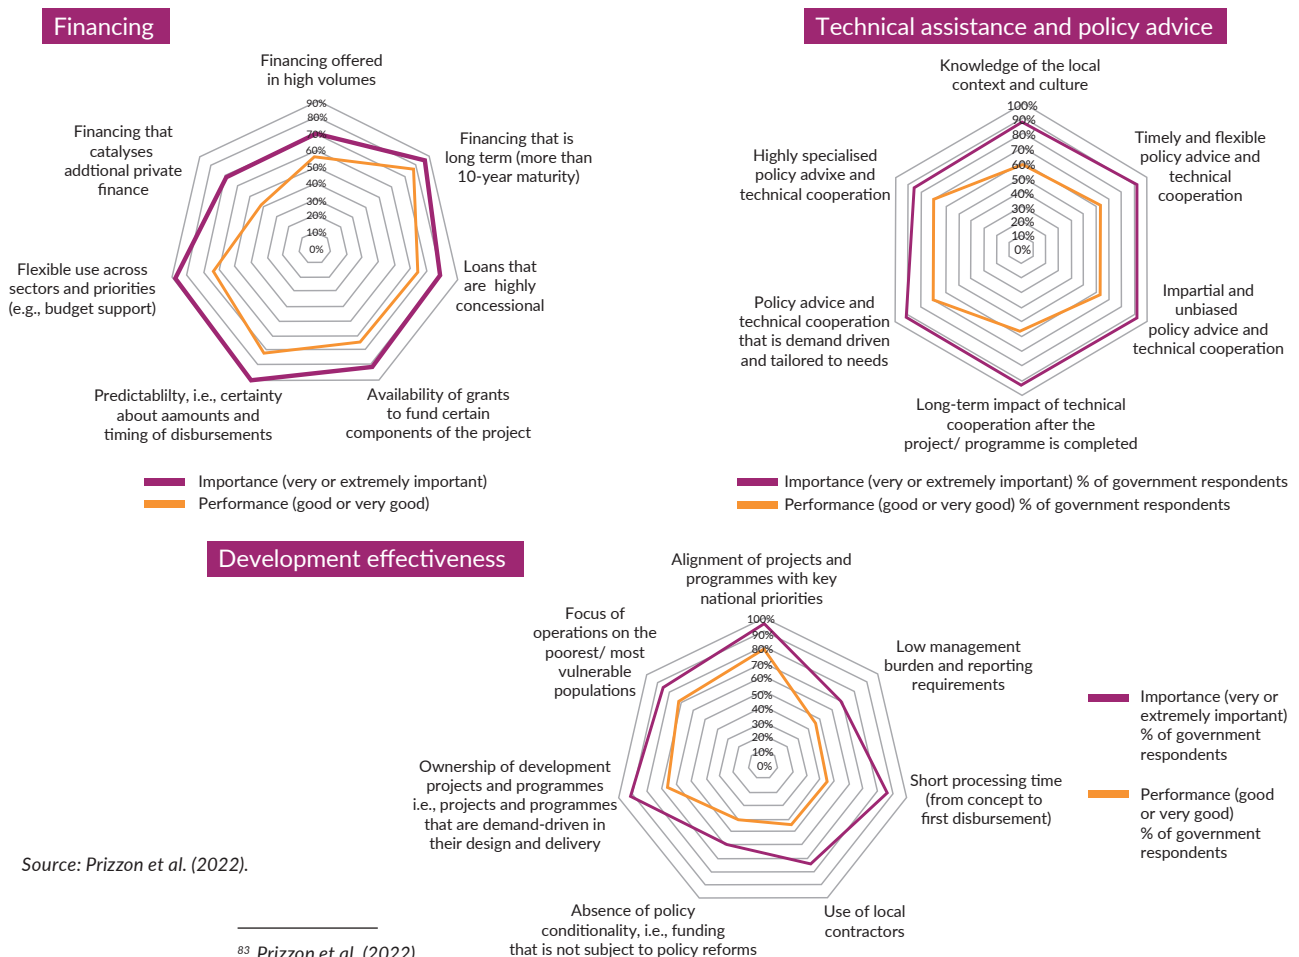 Financing
Financing offered
in high volumes
90%
80%
70%
60%
50%
40%
30%
20%
10%
0%
Financing that is
long term (more than
10-year maturity)
Loans that
are highly
concessional
Availability of grants
to fund certain
components of the project
Predictablilty, i.e., certainty
about aamounts and
timing of disbursements
Flexible use across
sectors and priorities
(e.g., budget support)
Financing that
catalyses
addtional private
finance
Importance (very or extremely important)
Performance (good or very good)
Technical assistance and policy advice
Knowledge of the local
context and culture
100%
90%
80%
70%
60%
50%
40%
30%
20%
10%
0%
Timely and flexible
policy advice and
technical
cooperation
Impartial and
unbiased
policy advice and
technical cooperation
Long-term impact of technical
cooperation after the
project/ programme is completed
Policy advice and
technical cooperation
that is demand driven
and tailored to needs
Highly specialised
policy advixe and
technical cooperation
Importance (very or extremely important) % of government respondents
Performance (good or very good) % of government respondents
Development effectiveness
Alignment of projects and
programmes with key
national priorities
100%
90%
80%
70%
60%
50%
40%
30%
20%
10%
0%
Low management
burden and reporting
requirements
Short processing time
(from concept to
first disbursement)
Use of local
contractors
Absence of policy
conditionality, i.e., funding
that is not subject to policy reforms
Ownership of development
projects and programmes
i.e., projects and programmes
that are demand-driven in
their design and delivery
Focus of
operations on the
poorest/ most
vulnerable
populations
Importance (very or
extremely important)
% of government
respondents
Performance (good
or very good)
% of government
respondents
Source: Prizzon et al. (2022).
83 Prizzon et al. (2022)